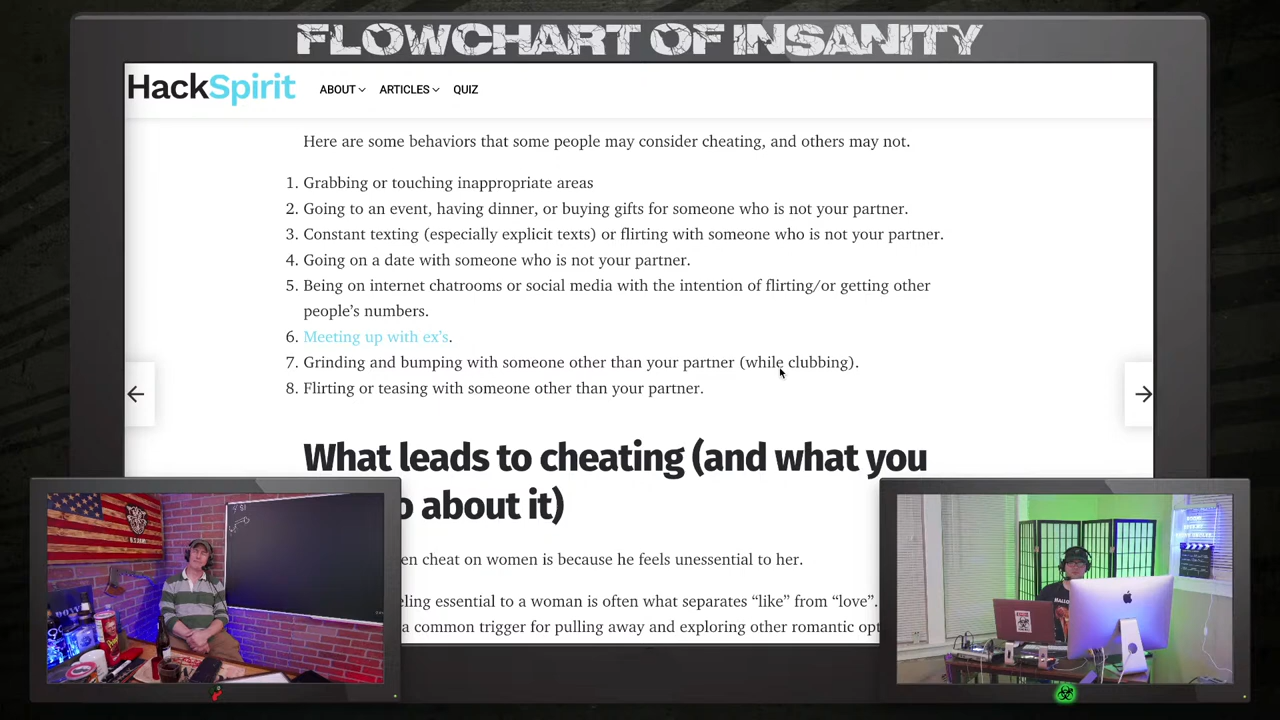 FLOWCHART OF INSANITY
HackSpirit ABOUT ARTICLES QUIZ
Here are some behaviors that some people may consider cheating, and others may not.
1. Grabbing or touching inappropriate areas
2. Going to an event, having dinner, or buying gifts for someone who is not your partner.
3. Constant texting (especially explicit texts) or flirting with someone who is not your partner.
4. Going on a date with someone who is not your partner.
5. Being on internet chatrooms or social media with the intention of flirting/or getting other
people’s numbers.
6. Meeting up with ex’s.
7. Grinding and bumping with someone other than your partner (while clubbing).
8. Flirting or teasing with someone other than your partner.
What leads to cheating (and what you
o about it)
en cheat on women is because he feels unessential to her.
eling essential to a woman is often what separates “like” from “love”.
a common trigger for pulling away and exploring other romantic opt